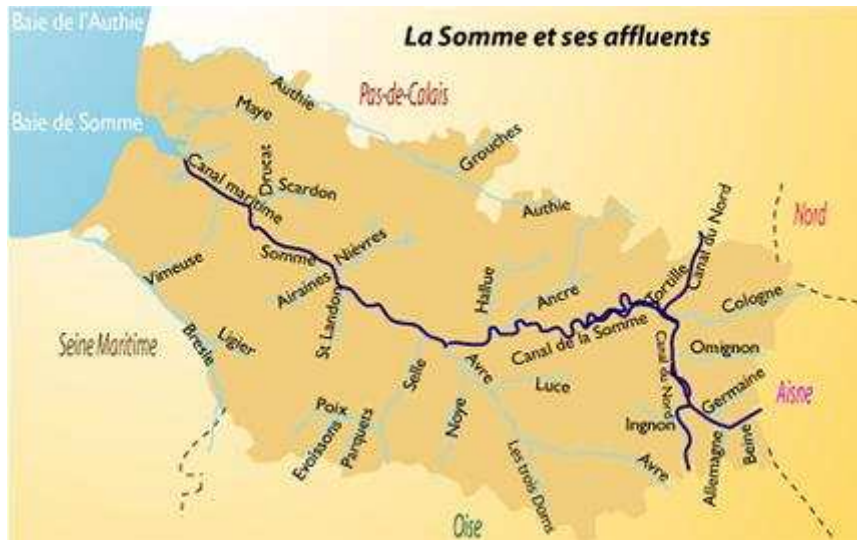 Baie de l'Authie
La Somme et ses affluents
Authie
Pas-de-Calais
Maye
Baie de Somme
Grouches
Canal maritime
Drucat
Scardon
Authie
Canal du Nord
Nord
Somme
Nièvres
Vimeuse
Airaines
Hallue
Ancre
Tortille
Cologne
St Landon
Seine Maritime
Bresle
Ligier
Canal de la Somme
Canal du Nord
Omignon
Selle
Avre
Luce
Germaine
Aisne
Poix
Evoissons
Parquets
Noye
Ingnon
Allemagne
Beine
Les trois Doms
Avre
Oise